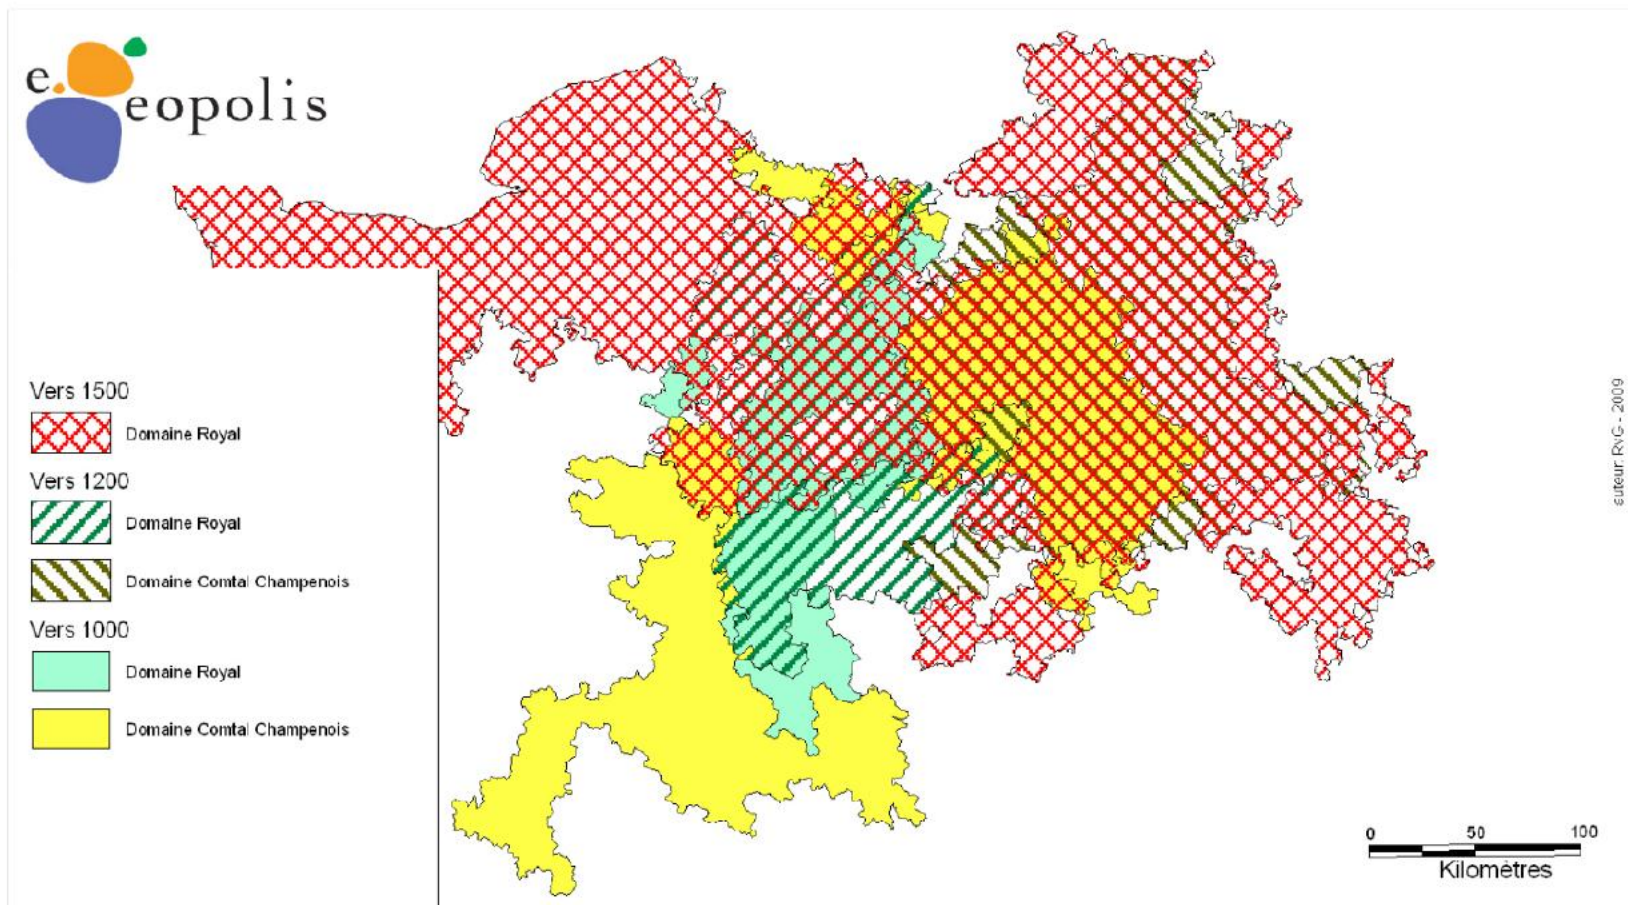 e.eopolis
Vers 1500
Domaine Royal
Vers 1200
Domaine Royal
Domaine Comtal Champenois
Vers 1000
Domaine Royal
Domaine Comtal Champenois
auteur. RvG - 2009
0 50 100
Kilomètres